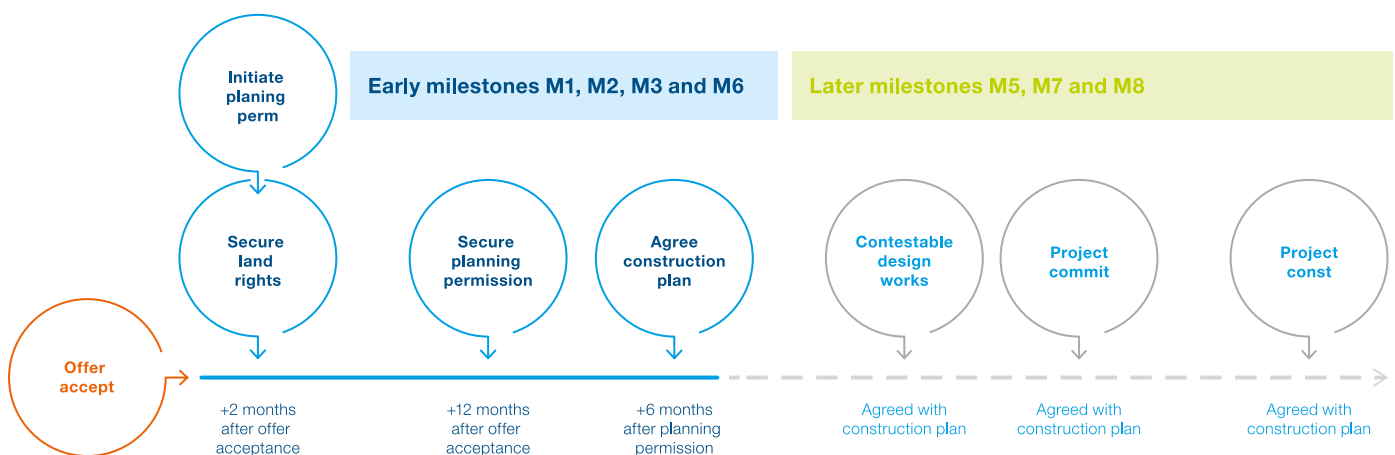 Initiate
planing
perm
Early milestones M1, M2, M3 and M6
Later milestones M5, M7 and M8
Secure
land
rights
Secure
planning
permission
Agree
construction
plan
Contestable
design
works
Project
commit
Project
const
Offer
accept
+2 months
after offer
acceptance
+12 months
after offer
acceptance
+6 months
after planning
permission
Agreed with
construction plan
Agreed with
construction plan
Agreed with
construction plan